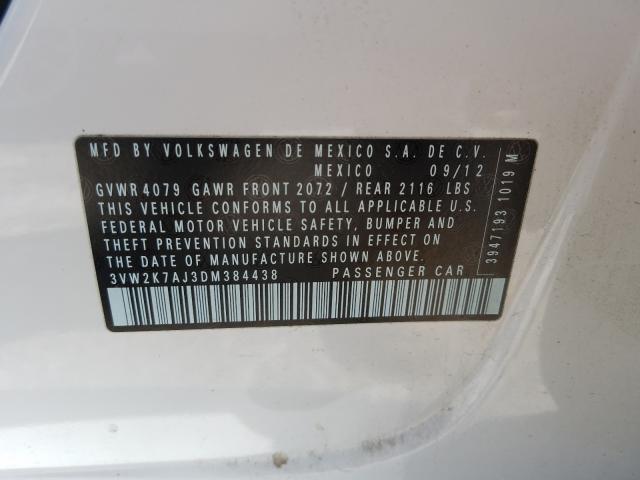 MFD BY VOLKSWAGEN DE MEXICO S.A. DE C.V.
MEXICO 09/12
GVWR 4079 GAWR FRONT 2072 / REAR 2116 LBS
THIS VEHICLE CONFORMS TO ALL APPLICABLE U.S.
FEDERAL MOTOR VEHICLE SAFETY, BUMPER AND
THEFT PREVENTION STANDARDS IN EFFECT ON
THE DATE OF MANUFACTURE SHOWN ABOVE.
3VW2K7AJ3DM384438 PASSENGER CAR
3947193 1019 M